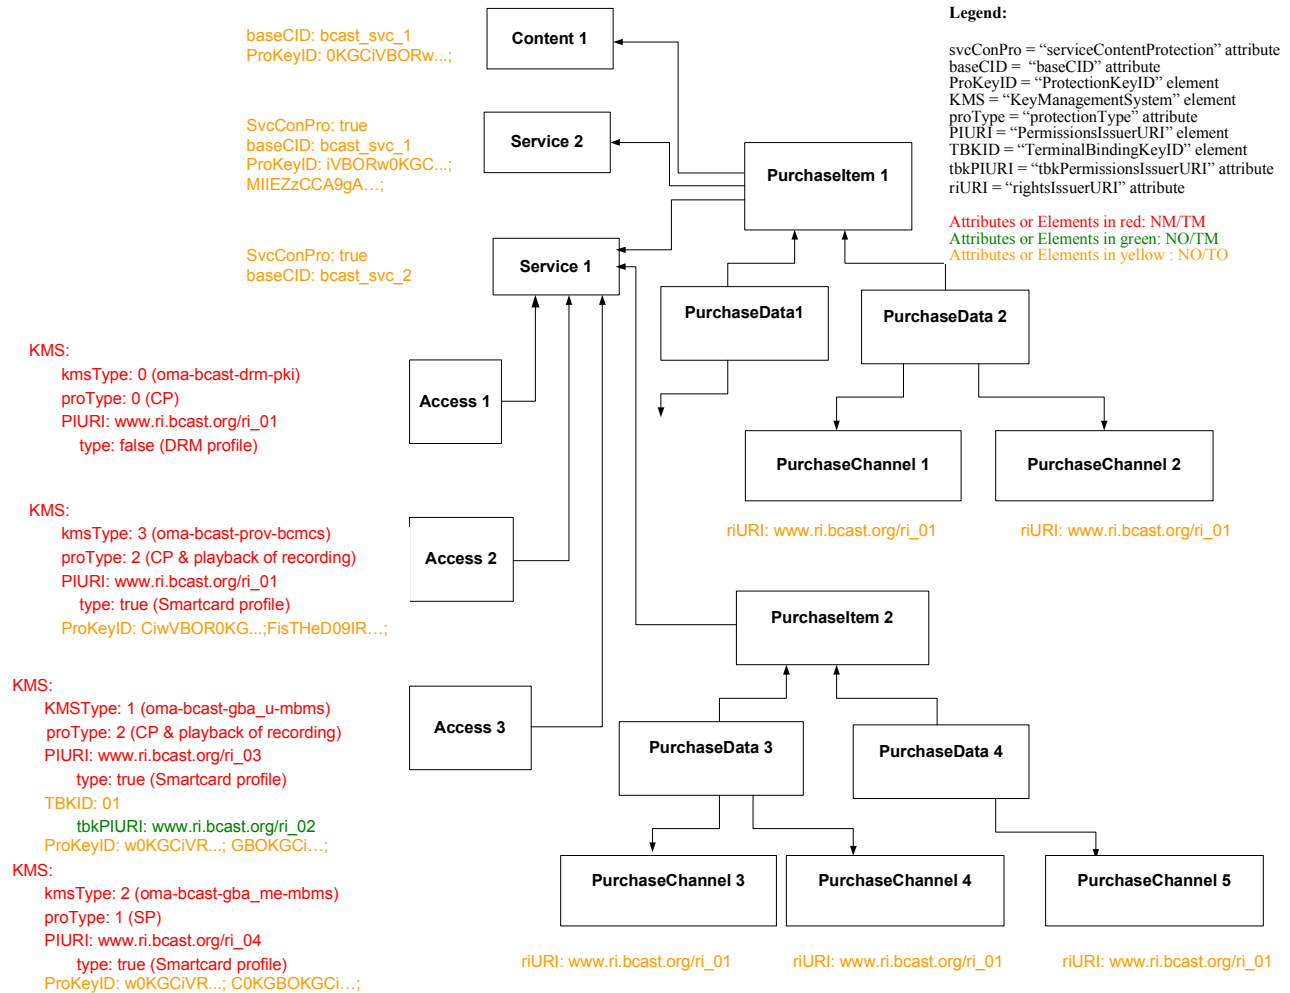 baseCID: bcast_svc_1
ProKeyID: 0KGCiVBORw...;
Content 1
Legend:
svcConPro = “serviceContentProtection” attribute
baseCID =  “baseCID” attribute
ProKeyID = “ProtectionKeyID” element
KMS = “KeyManagementSystem” element
proType = “protectionType” attribute
PIURI = “PermissionsIssuerURI” element
TBKID = “TerminalBindingKeyID” element
tbkPIURI = “tbkPermissionsIssuerURI” attribute
riURI = “rightsIssuerURI” attribute
Attributes or Elements in red: NM/TM
Attributes or Elements in green: NO/TM
Attributes or Elements in yellow : NO/TO
SvcConPro: true
baseCID: bcast_svc_1
ProKeyID: iVBORw0KGC...;
MIIEZzCCA9gA…;
Service 2
PurchaseItem 1
SvcConPro: true
baseCID: bcast_svc_2
Service 1
PurchaseData1
PurchaseData 2
KMS:
kmsType: 0 (oma-bcast-drm-pki)
proType: 0 (CP)
PIURI: www.ri.bcast.org/ri_01
type: false (DRM profile)
Access 1
PurchaseChannel 1
PurchaseChannel 2
riURI: www.ri.bcast.org/ri_01
riURI: www.ri.bcast.org/ri_01
KMS:
kmsType: 3 (oma-bcast-prov-bcmcs)
proType: 2 (CP & playback of recording)
PIURI: www.ri.bcast.org/ri_01
type: true (Smartcard profile)
ProKeyID: CiwVBOR0KG...;FisTHeD09IR…;
Access 2
PurchaseItem 2
KMS:
KMSType: 1 (oma-bcast-gba_u-mbms)
proType: 2 (CP & playback of recording)
PIURI: www.ri.bcast.org/ri_03
type: true (Smartcard profile)
TBKID: 01
tbkPIURI: www.ri.bcast.org/ri_02
ProKeyID: w0KGCiVR...; GBOKGCi…;
Access 3
PurchaseData 3
PurchaseData 4
KMS:
kmsType: 2 (oma-bcast-gba_me-mbms)
proType: 1 (SP)
PIURI: www.ri.bcast.org/ri_04
type: true (Smartcard profile)
ProKeyID: w0KGCiVR...; C0KGBOKGCi…;
PurchaseChannel 3
PurchaseChannel 4
PurchaseChannel 5
riURI: www.ri.bcast.org/ri_01
riURI: www.ri.bcast.org/ri_01
riURI: www.ri.bcast.org/ri_01